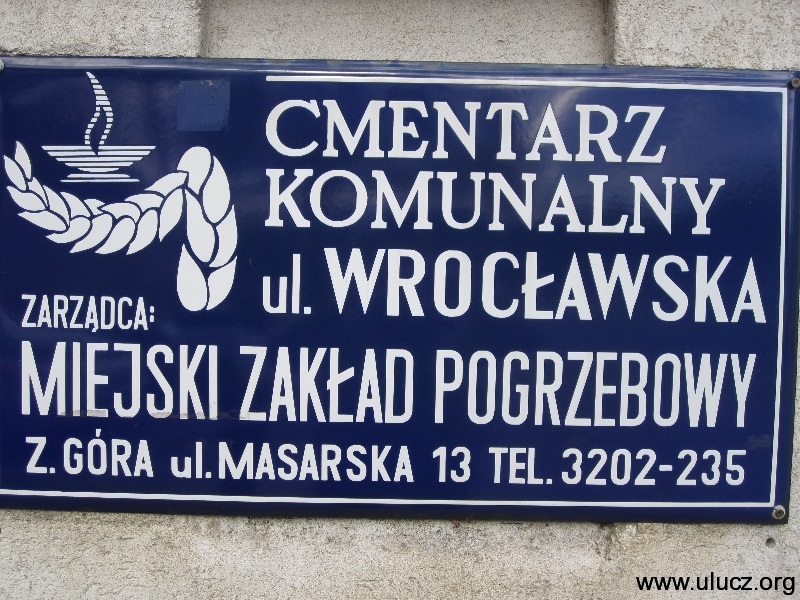 CMENTARZ
KOMUNALNY
ul. WROCŁAWSKA
ZARZĄDCA:
MIEJSKI ZAKŁAD POGRZEBOWY
Z. GÓRA ul. MASARSKA 13 TEL. 3202-235
www.ulucz.org